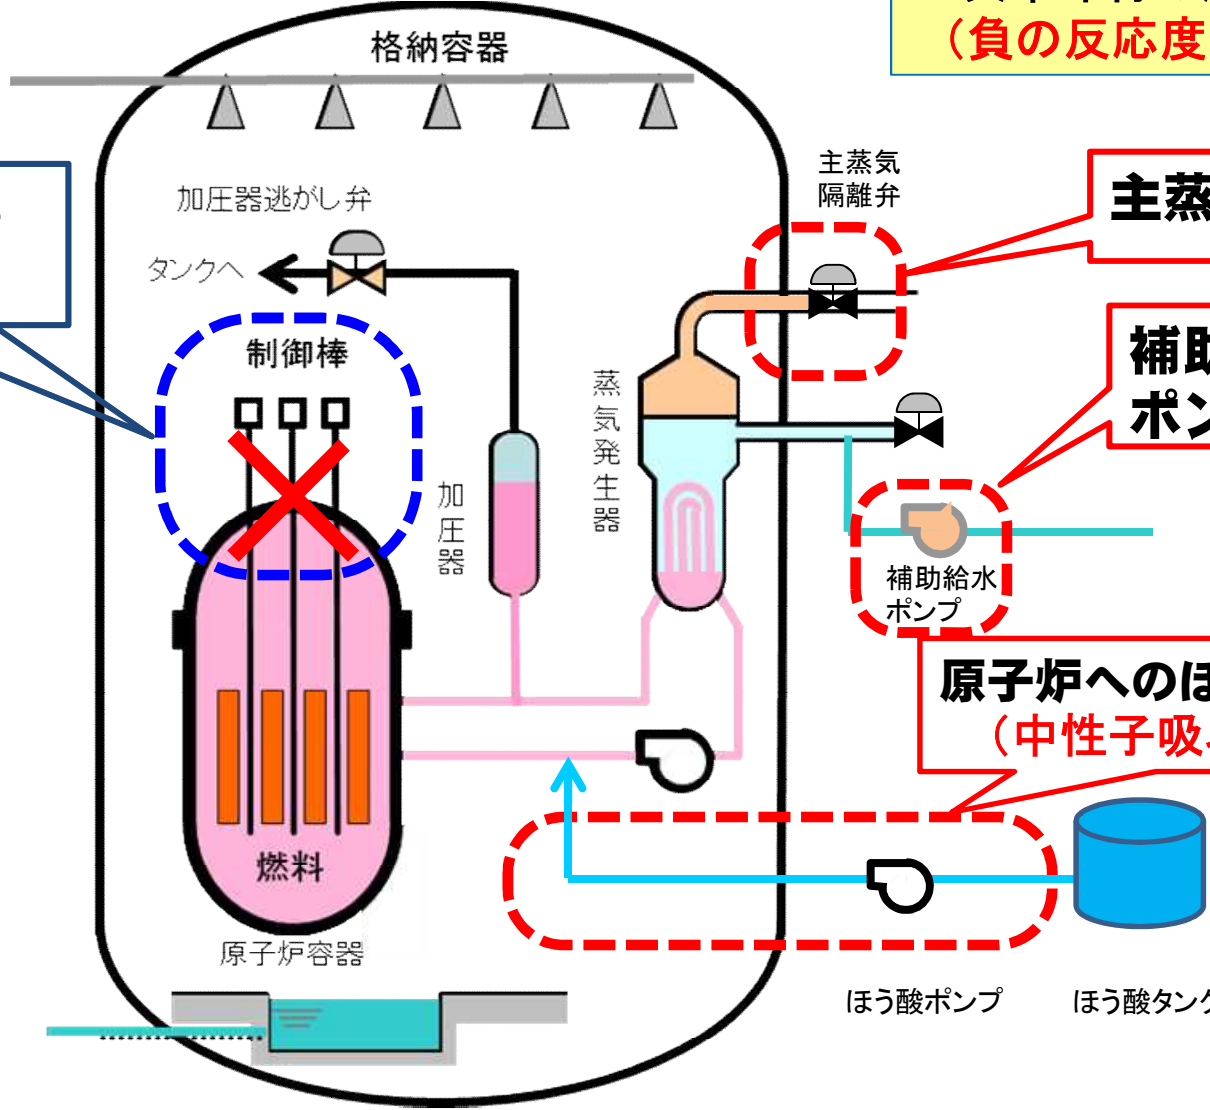 （負の反応度
格納容器
主蒸気
隔離弁
主蒸
加圧器逃がし弁
タンクへ
制御棒
補助
ポン
蒸気発生器
加圧器
補助給水
ポンプ
原子炉へのほ
（中性子吸
燃料
原子炉容器
ほう酸ポンプ
ほう酸タンク